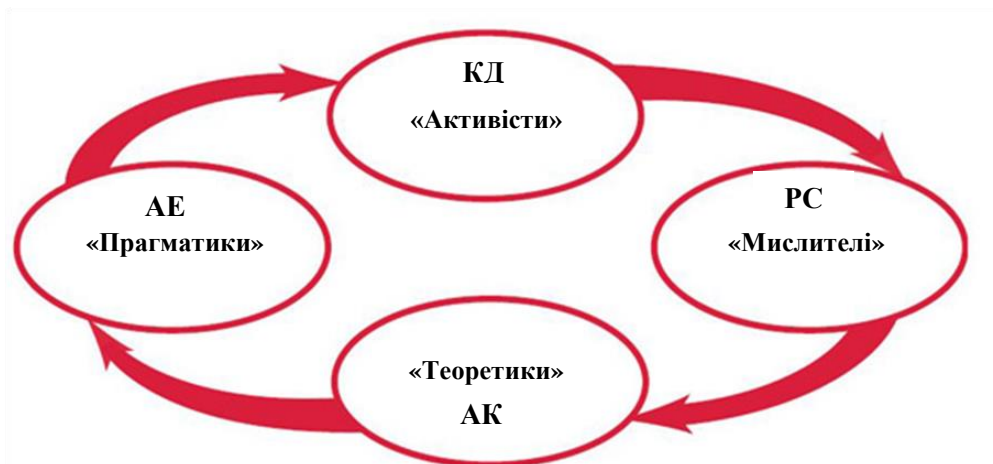 КД
«Активісти»
АЕ
«Прагматики»
РС
«Мислителі»
«Теоретики»
АК